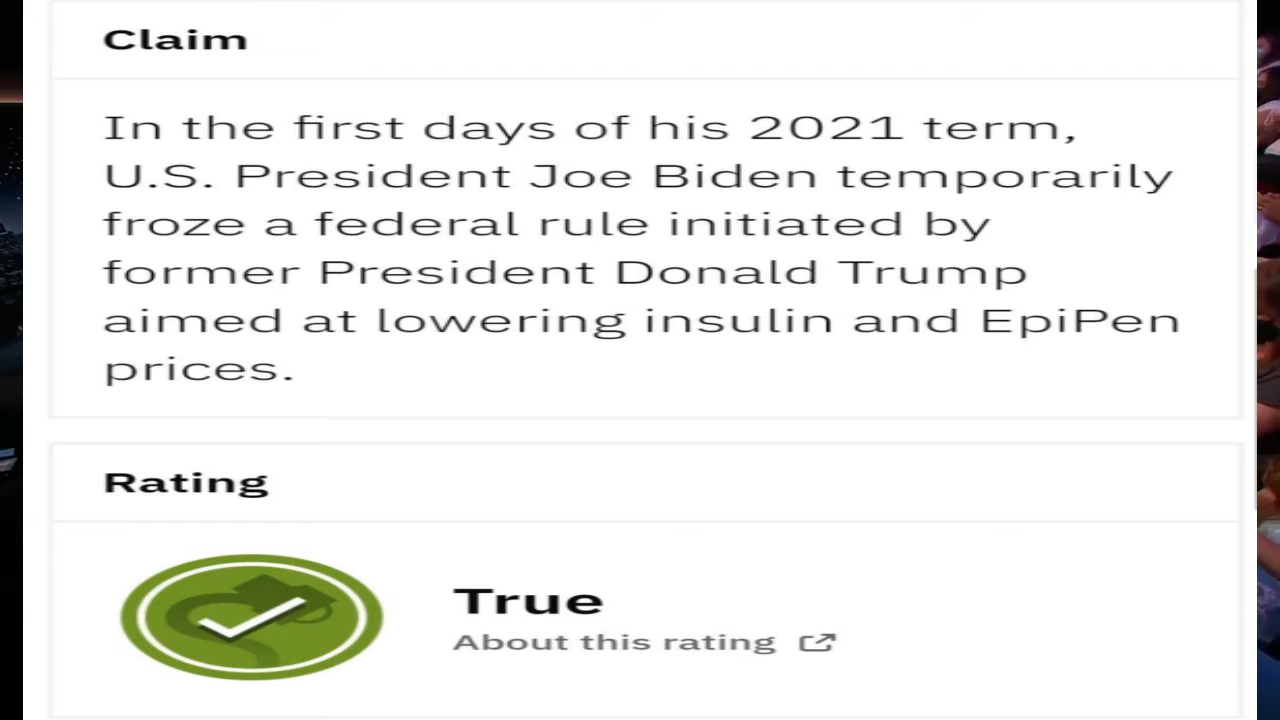 Claim
In the first days of his 2021 term,
U.S. President Joe Biden temporarily
froze a federal rule initiated by
former President Donald Trump
aimed at lowering insulin and EpiPen
prices.
Rating
True
About this rating